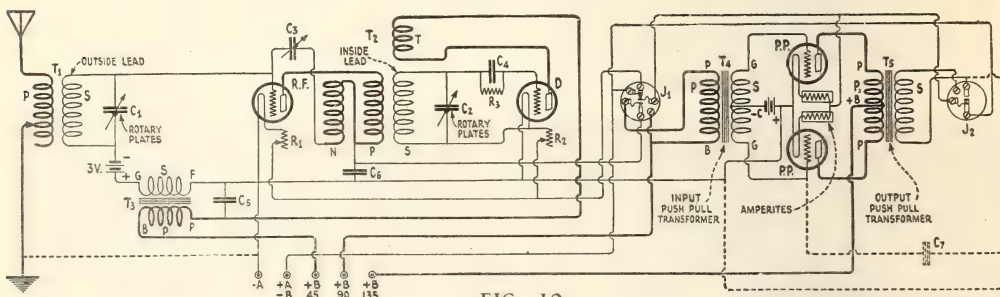 T1
OUTSIDE LEAD
P
S
C1
ROTARY
PLATES
3V.
-
+
G
S
F
T3
B
P
P
C5
C3
R.F.
R1
N
P
C6
T2
T
INSIDE
LEAD
S
C2
ROTARY
PLATES
C4
R3
D
R2
J1
P
T4
G
S
-C
+
B
G
INPUT
PUSH PULL
TRANSFORMER
P.P.
P.P.
AMPERITES
P
T5
P
S
+B
P
OUTPUT
PUSH PULL
TRANSFORMER
J2
C7
-A
+A
-B
+B
45
+B
90
+B
135
FIG. 12